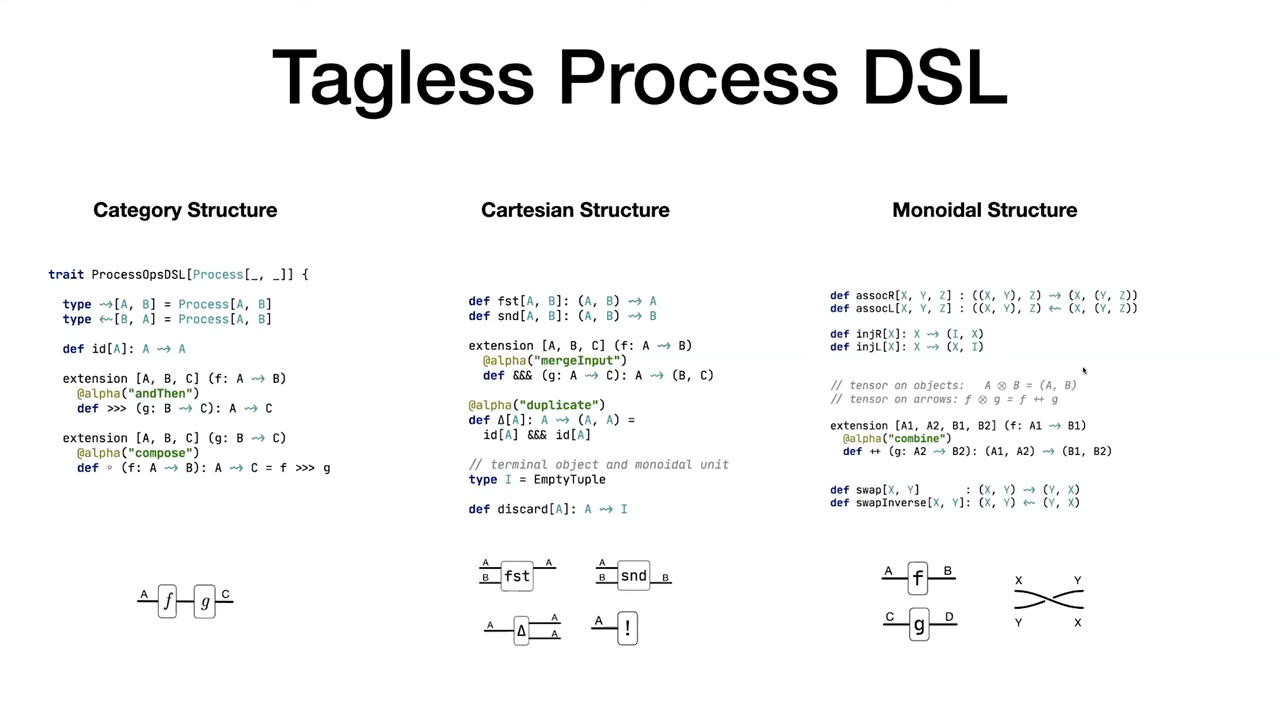 Tagless Process DSL
Category Structure
trait ProcessOpsDSL[Process[_, _]] {
type ⇝[A, B] = Process[A, B]
type ⇜[B, A] = Process[A, B]
def id[A]: A ⇝ A
extension [A, B, C] (f: A ⇝ B)
@alpha("andThen")
def >>> (g: B ⇝ C): A ⇝ C
extension [A, B, C] (g: B ⇝ C)
@alpha("compose")
def ∘ (f: A ⇝ B): A ⇝ C = f >>> g
A f g C
Cartesian Structure
def fst[A, B]: (A, B) ⇝ A
def snd[A, B]: (A, B) ⇝ B
extension [A, B, C] (f: A ⇝ B)
@alpha("mergeInput")
def &&& (g: A ⇝ C): A ⇝ (B, C)
@alpha("duplicate")
def Δ[A]: A ⇝ (A, A) =
id[A] &&& id[A]
// terminal object and monoidal unit
type I = EmptyTuple
def discard[A]: A ⇝ I
A A
B fst
A
B snd B
A Δ A
A
A !
Monoidal Structure
def assocR[X, Y, Z] : ((X, Y), Z) ⇝ (X, (Y, Z))
def assocL[X, Y, Z] : ((X, Y), Z) ⇜ (X, (Y, Z))
def injR[X]: X ⇝ (I, X)
def injL[X]: X ⇝ (X, I)
// tensor on objects: A ⊗ B = (A, B)
// tensor on arrows: f ⊗ g = f ++ g
extension [A1, A2, B1, B2] (f: A1 ⇝ B1)
@alpha("combine")
def ++ (g: A2 ⇝ B2): (A1, A2) ⇝ (B1, B2)
def swap[X, Y] : (X, Y) ⇝ (Y, X)
def swapInverse[X, Y]: (X, Y) ⇜ (Y, X)
A f B
C g D
X Y
Y X